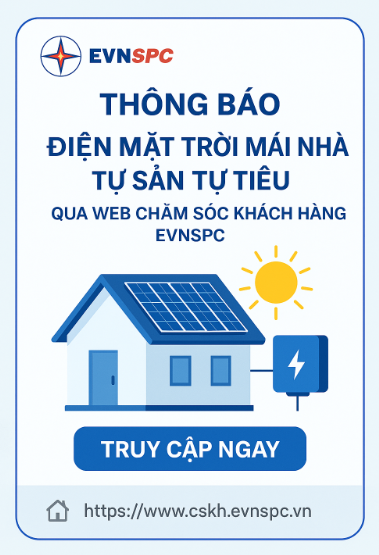 EVNSPC
THÔNG BÁO
ĐIỆN MẶT TRỜI MÁI NHÀ
TỰ SẢN TỰ TIÊU
QUA WEB CHĂM SÓC KHÁCH HÀNG
EVNSPC
TRUY CẬP NGAY
https://www.cskh.evnspc.vn